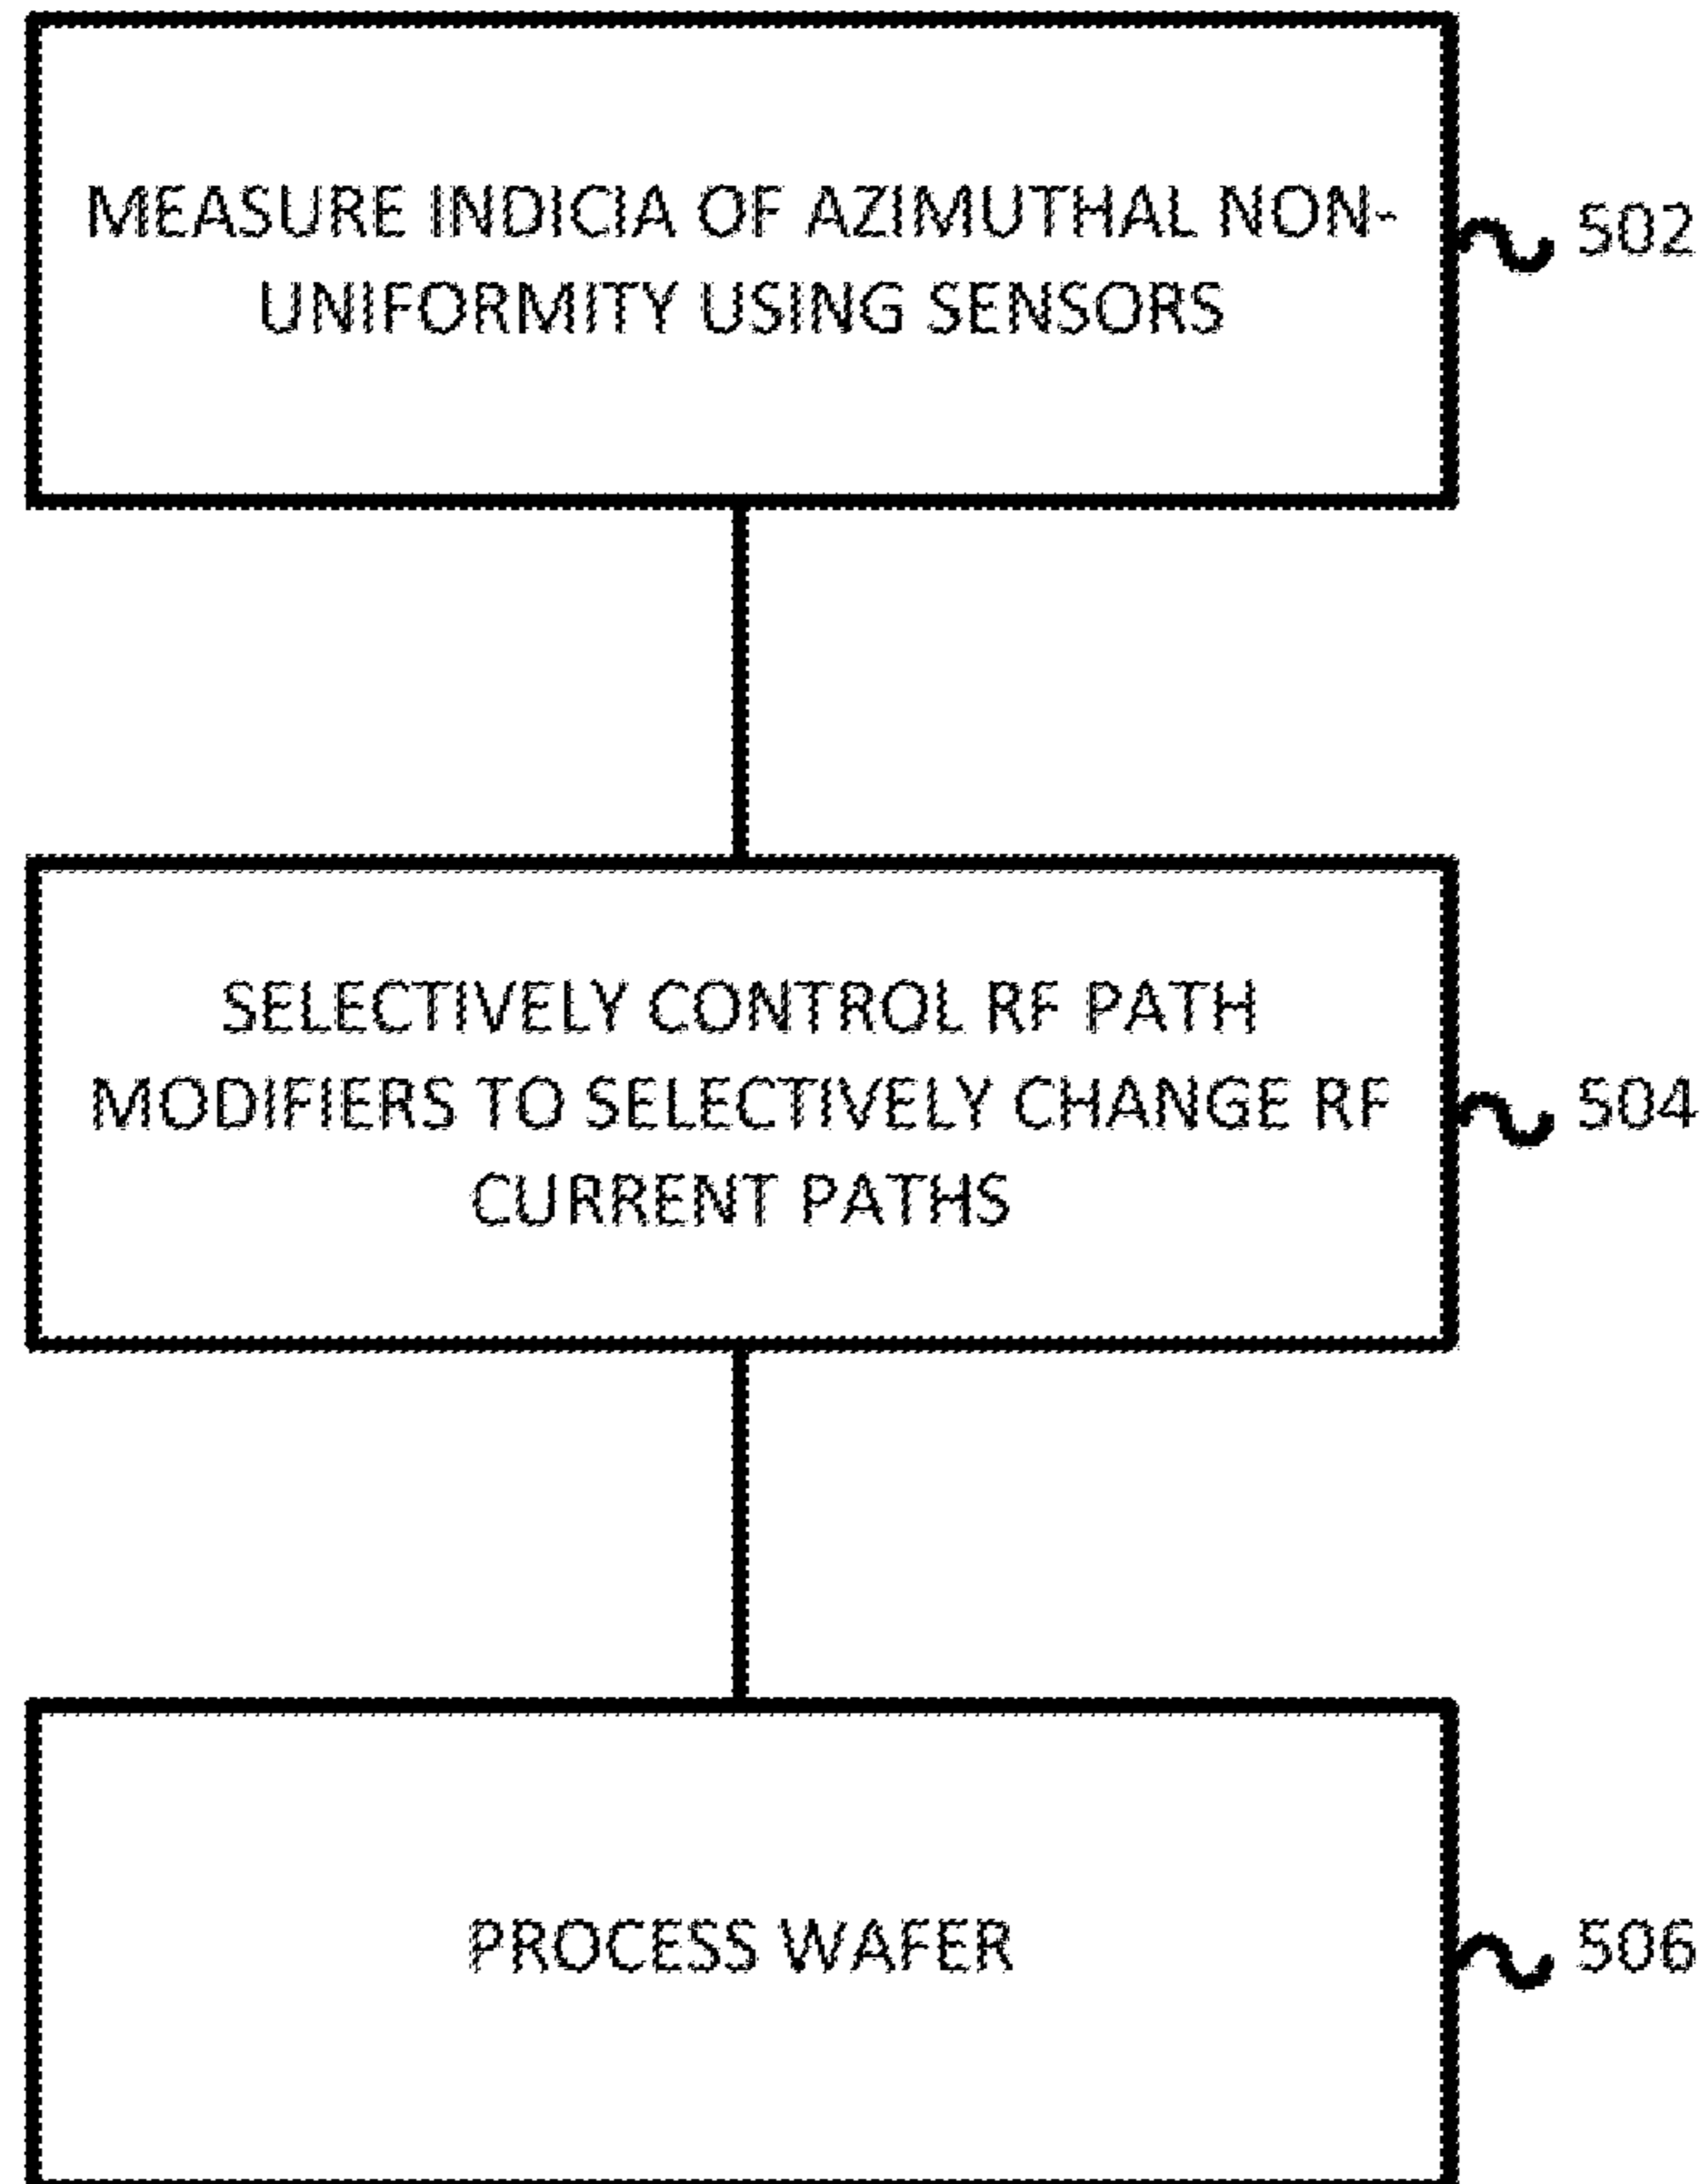 MEASURE INDICIA OF AZIMUTHAL NON-
UNIFORMITY USING SENSORS
502
SELECTIVELY CONTROL RF PATH
MODIFIERS TO SELECTIVELY CHANGE RF
CURRENT PATHS
504
PROCESS WAFER
506